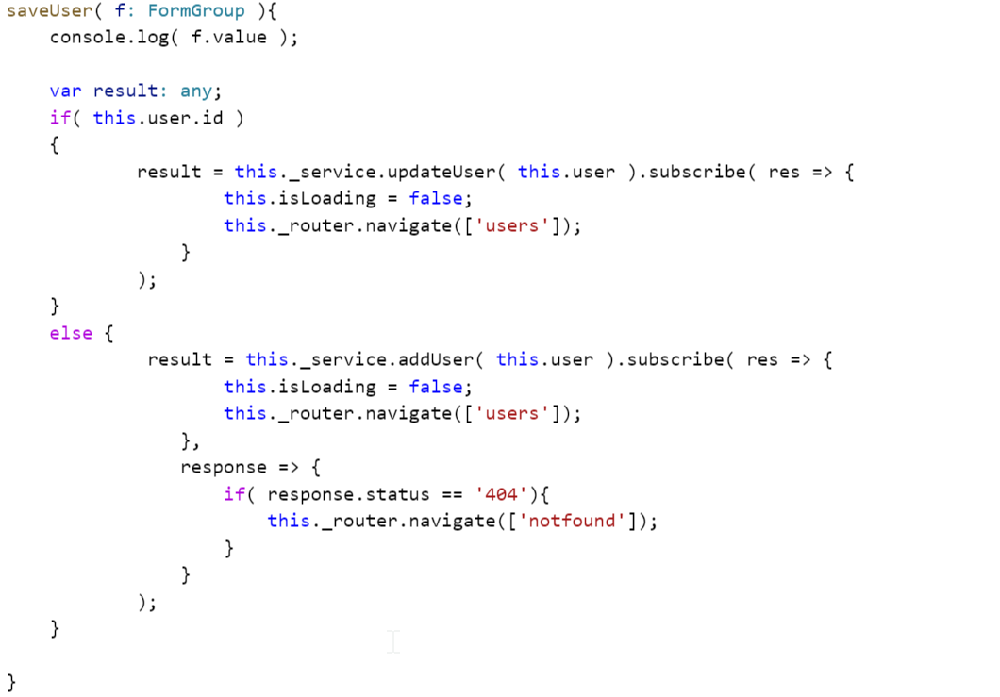 saveUser( f: FormGroup ){
console.log( f.value );
var result: any;
if( this.user.id )
{
result = this._service.updateUser( this.user ).subscribe( res => {
this.isLoading = false;
this._router.navigate(['users']);
}
);
}
else {
result = this._service.addUser( this.user ).subscribe( res => {
this.isLoading = false;
this._router.navigate(['users']);
},
response => {
if( response.status == '404'){
this._router.navigate(['notfound']);
}
}
);
}
}